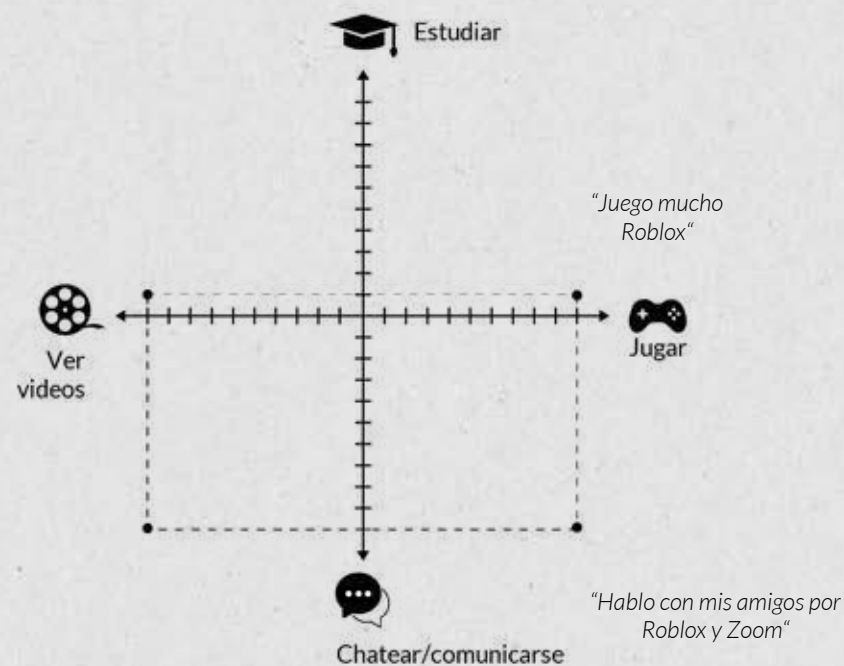 Estudiar
“Juego mucho
Roblox“
Ver
videos
Jugar
“Hablo con mis amigos por
Roblox y Zoom“
Chatear/comunicarse